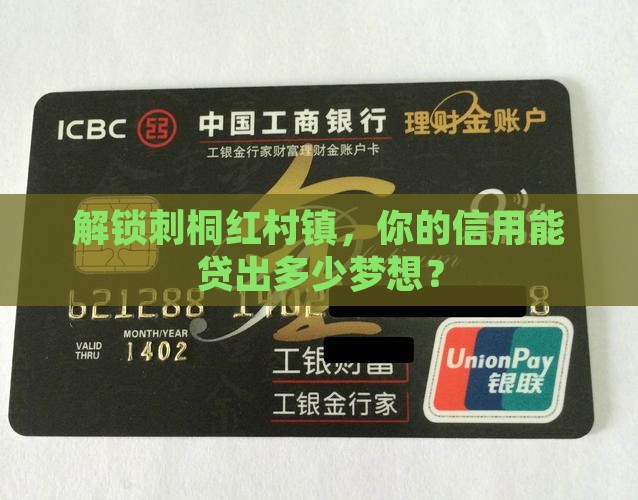 ICBC 中国工商银行 理财金账户
工银金行家财富理财金账户卡
解锁刺桐红村镇，你的信用能
贷出多少梦想？
621288 1402 8
MONTH/YEAR
VALID THRU 1402
工银财富
工银金行家
UnionPay
银联